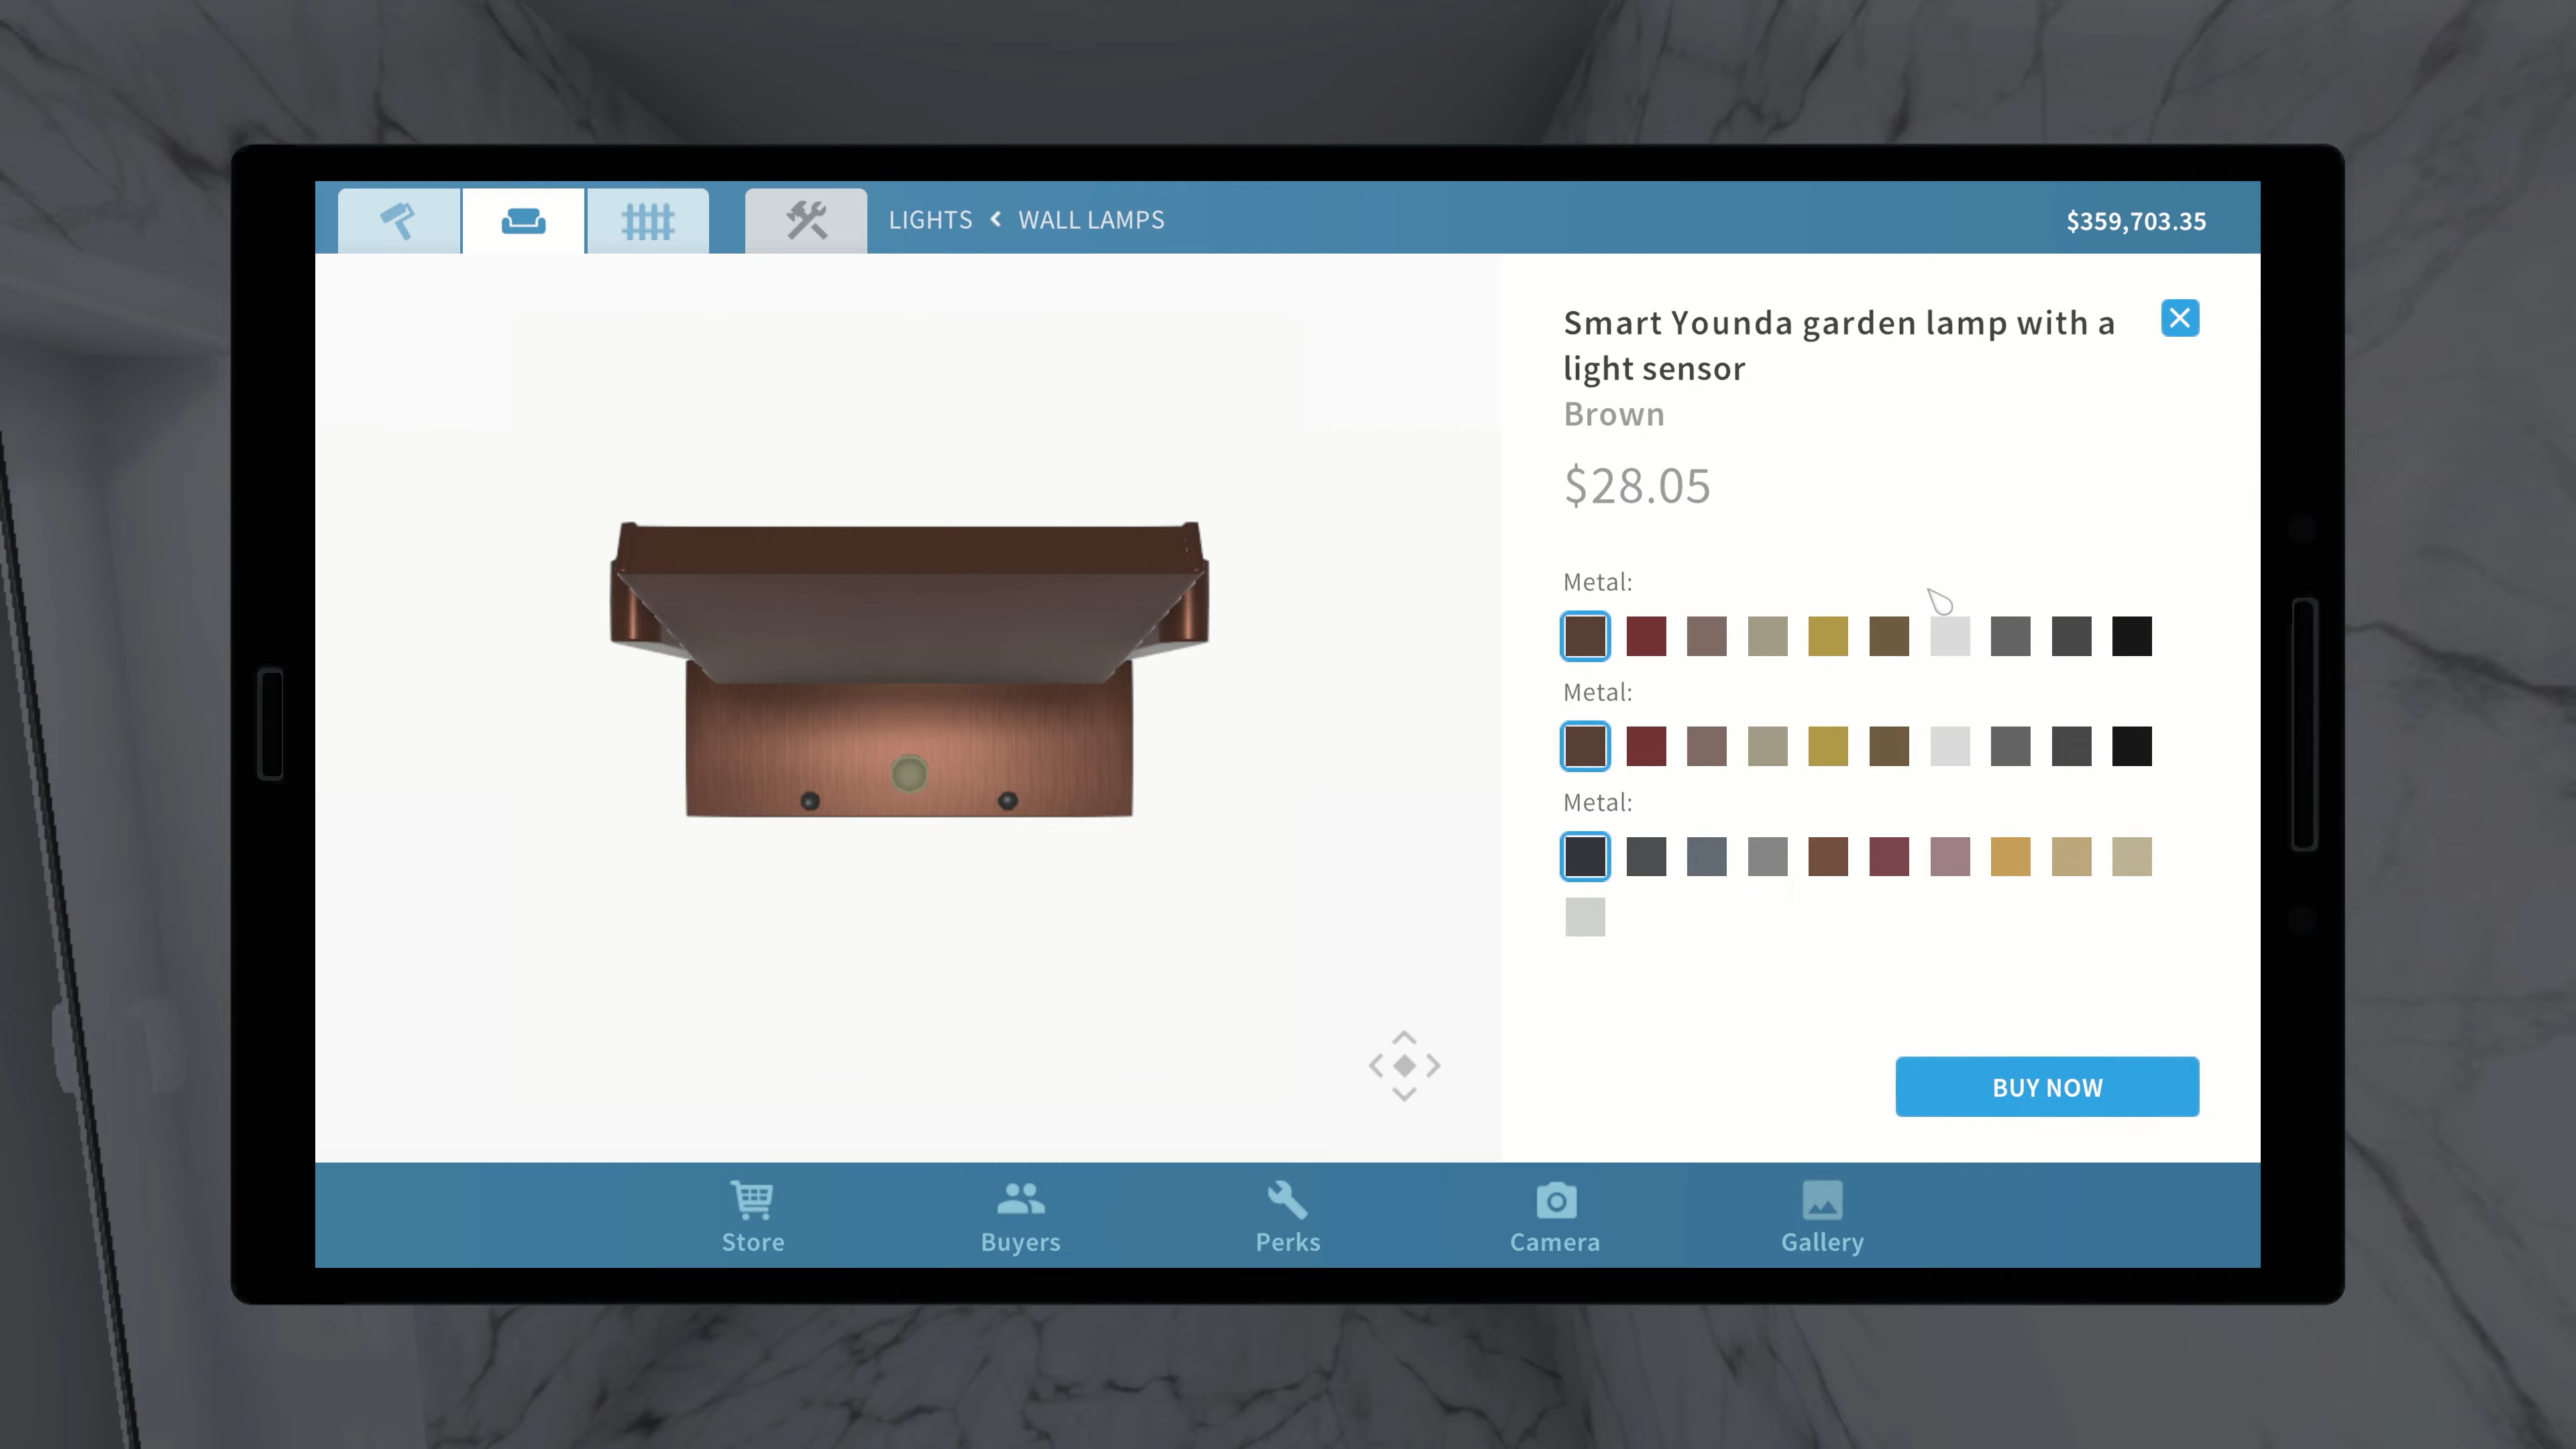 LIGHTS < WALL LAMPS
$359,703.35
Smart Younda garden lamp with a
light sensor
Brown
$28.05
Metal:
Metal:
Metal:
BUY NOW
Store
Buyers
Perks
Camera
Gallery